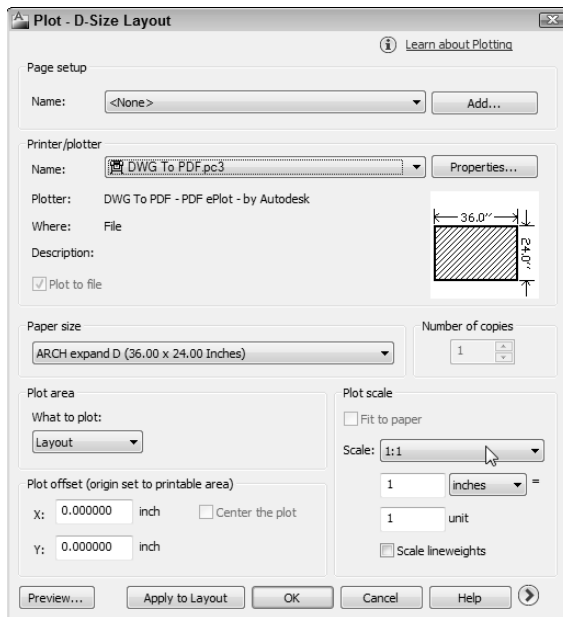 Plot - D-Size Layout
Learn about Plotting
Page setup
Name: <None> Add...
Printer/plotter
Name: DWG To PDF.pc3 Properties...
Plotter: DWG To PDF - PDF ePlot - by Autodesk
Where: File
Description:
Plot to file
36.0''
24.0''
Paper size
ARCH expand D (36.00 x 24.00 Inches)
Number of copies
1
Plot area
What to plot:
Layout
Plot scale
Fit to paper
Scale: 1:1
1 inches =
1 unit
Scale lineweights
Plot offset (origin set to printable area)
X: 0.000000 inch Center the plot
Y: 0.000000 inch
Preview... Apply to Layout OK Cancel Help